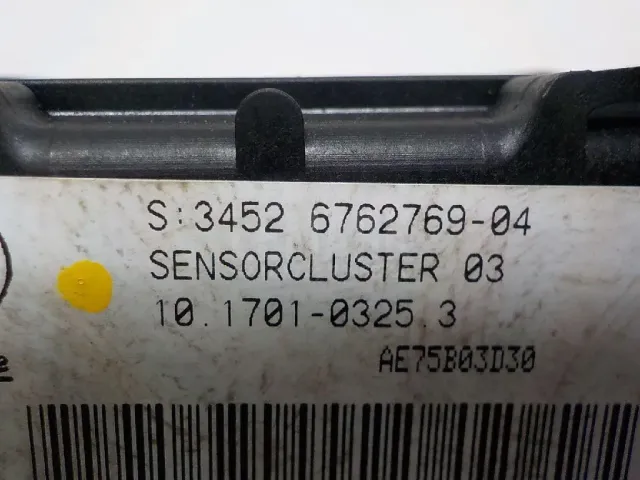 S:3452 6762769-04
SENSORCLUSTER 03
10.1701-0325.3
AE75B03D30